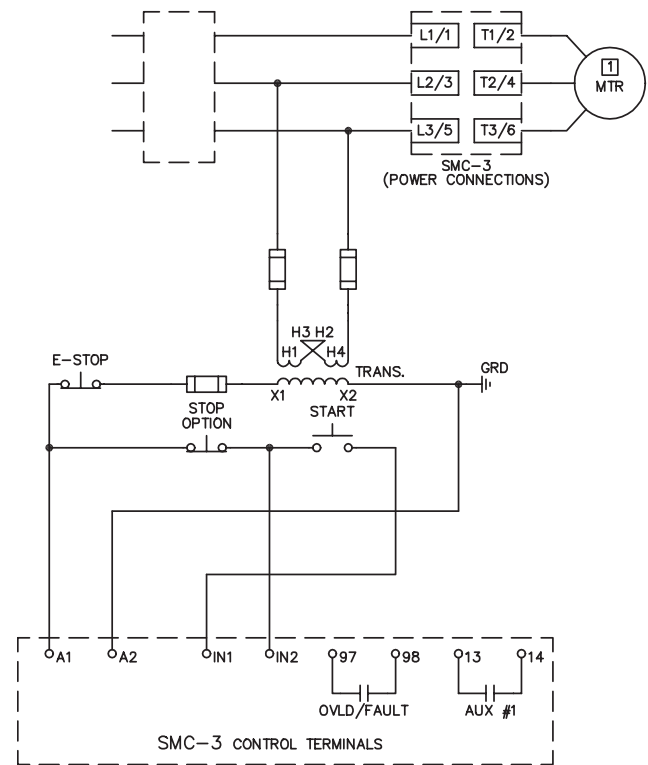 L1/1 T1/2
1
L2/3 T2/4 MTR
L3/5 T3/6
SMC-3
(POWER CONNECTIONS)
H3 H2
H1 H4
E-STOP TRANS. GRD
X1 X2
STOP
OPTION
START
A1 A2 IN1 IN2 97 98 13 14
OVLD/FAULT AUX #1
SMC-3 CONTROL TERMINALS